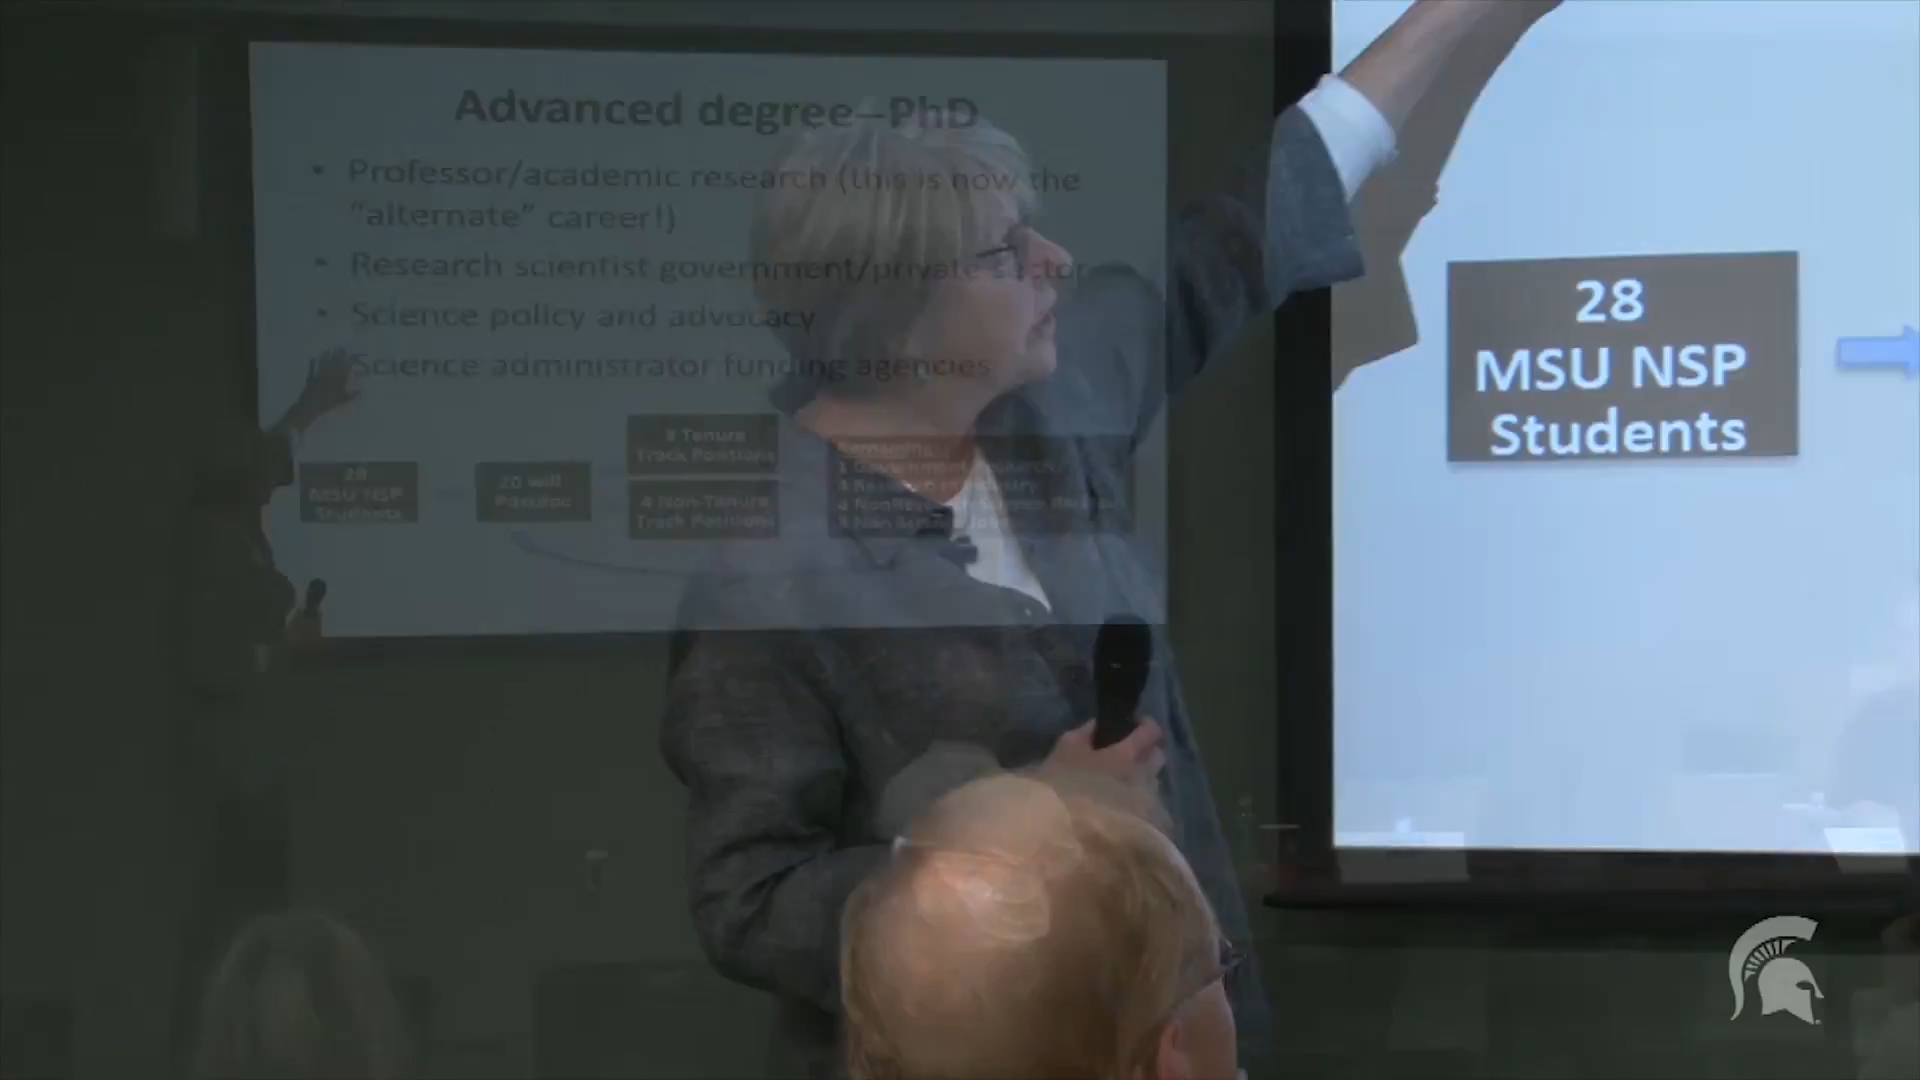 Advanced degree–PhD
• Professor/academic research (this is now the
"alternate" career!)
• Research scientist government/private sector
• Science policy and advocacy
Science administrator funding agencies
28
MSU NSP
Students
20 will
Postdoc
Track Positions
4 Non-Tenure
Track Positions
28
MSU NSP
Students